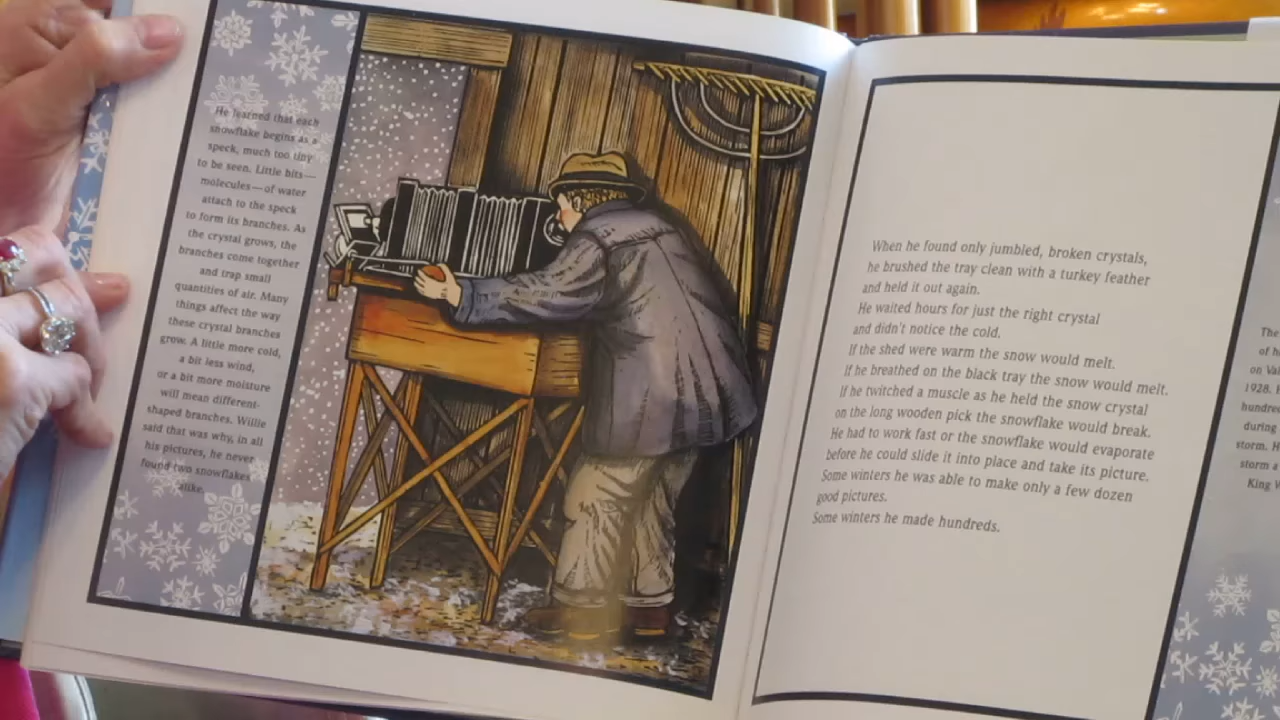 He learned that each
snowflake begins as a
speck, much too tiny
to be seen. Little bits—
molecules—of water
attach to the speck
to form its branches. As
the crystal grows, the
branches come together
and trap small
quantities of air. Many
things affect the way
these crystal branches
grow. A little more cold,
a bit less wind,
or a bit more moisture
will mean different-
shaped branches. Willie
said that was why, in all
his pictures, he never
found two snowflakes
alike.
When he found only jumbled, broken crystals,
he brushed the tray clean with a turkey feather
and held it out again.
He waited hours for just the right crystal
and didn't notice the cold.
If the shed were warm the snow would melt.
If he breathed on the black tray the snow would melt.
If he twitched a muscle as he held the snow crystal
on the long wooden pick the snowflake would break.
He had to work fast or the snowflake would evaporate
before he could slide it into place and take its picture.
Some winters he was able to make only a few dozen
good pictures.
Some winters he made hundreds.
The
of h
on Val
1928.
hundre
during
storm. H
storm a
King W